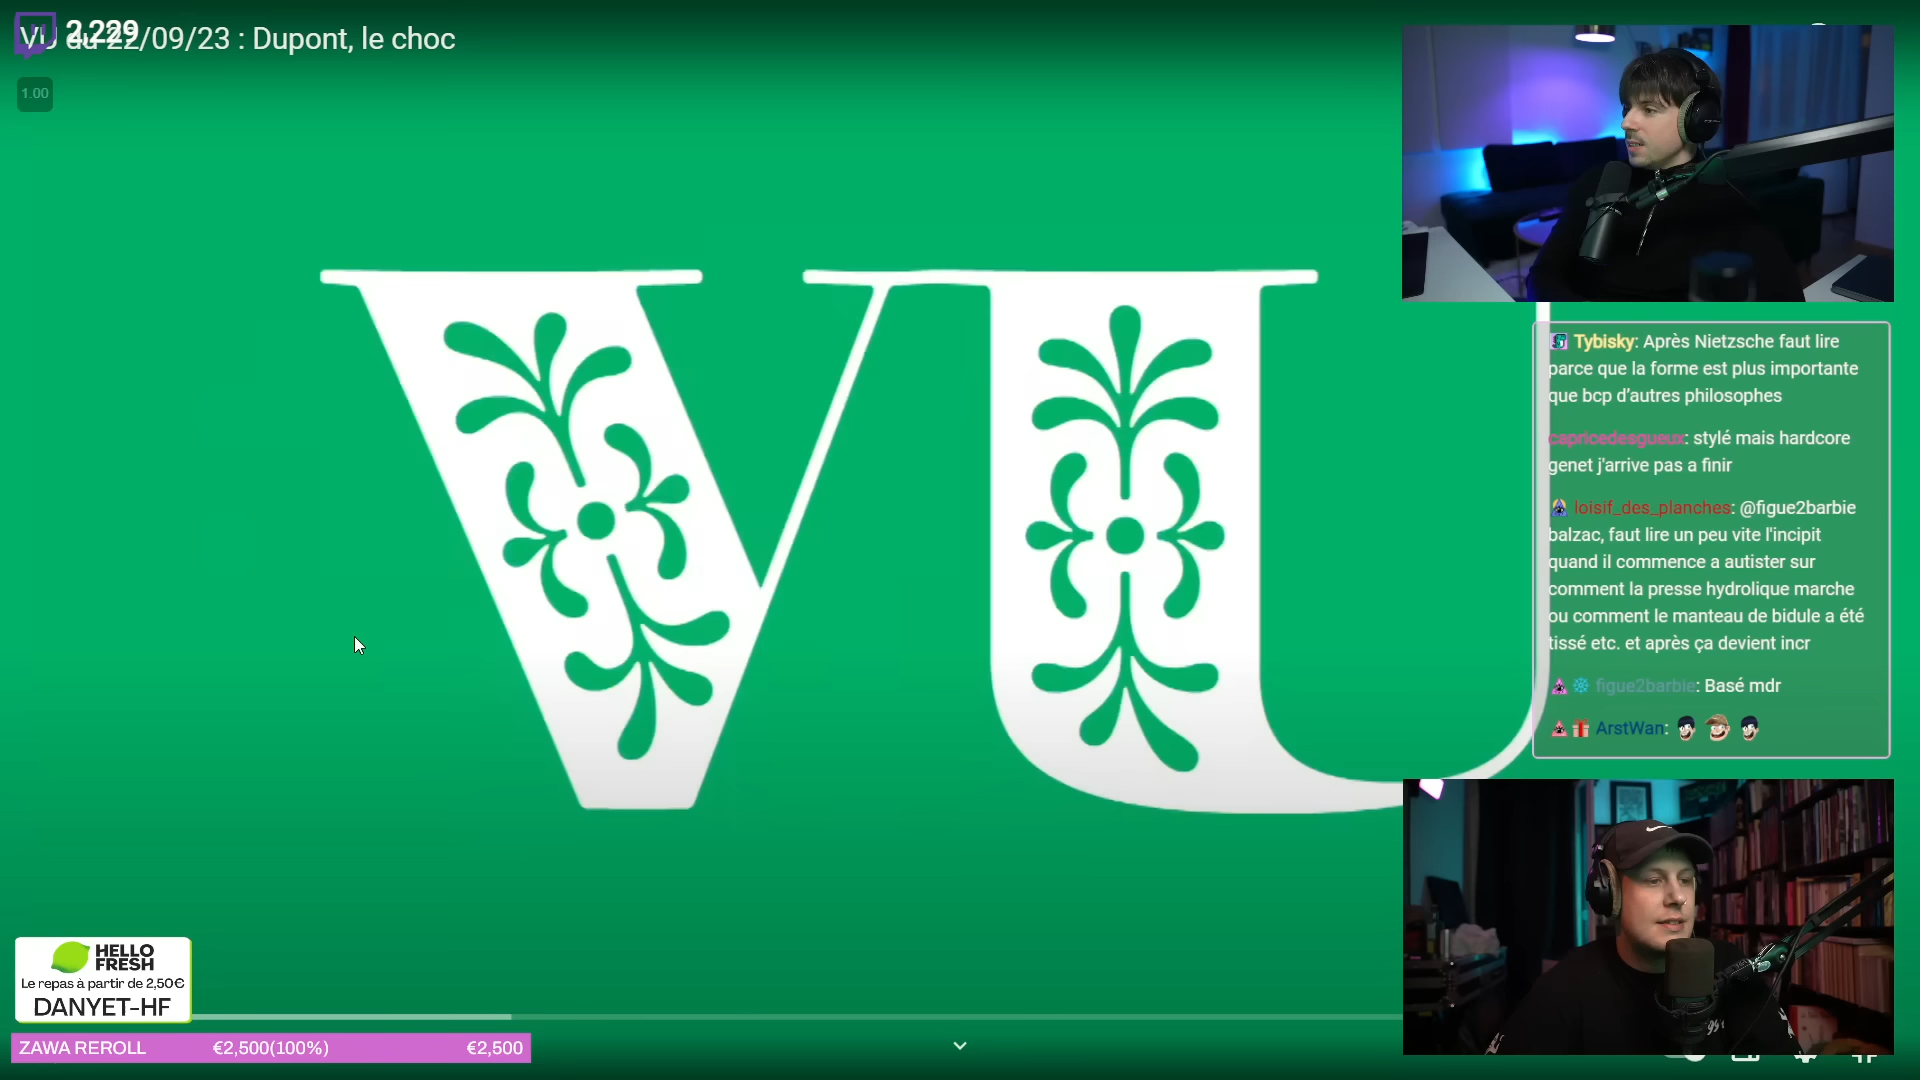 2,229
VU du 22/09/23 : Dupont, le choc
1.00
VU
Tybisky: Après Nietzsche faut lire
parce que la forme est plus importante
que bcp d'autres philosophes
capricedesgueux: stylé mais hardcore
genet j'arrive pas a finir
loisif_des_planches: @figue2barbie
balzac, faut lire un peu vite l'incipit
quand il commence a autister sur
comment la presse hydrolique marche
ou comment le manteau de bidule a été
tissé etc. et après ça devient incr
figue2barbie: Basé mdr
ArstWan:
HELLO
FRESH
Le repas à partir de 2,50€
DANYET-HF
ZAWA REROLL €2,500(100%) €2,500